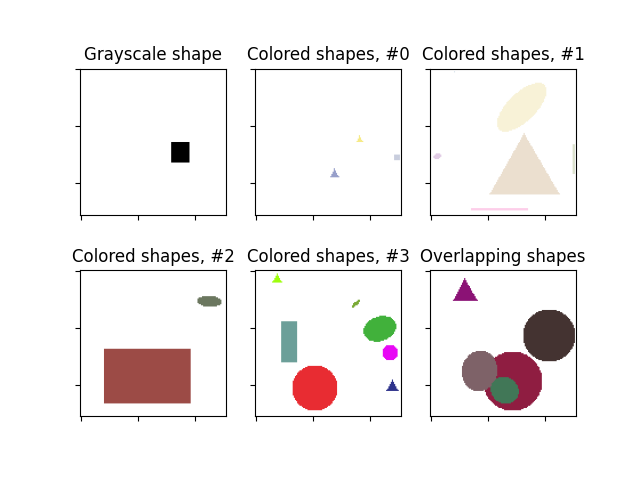 Grayscale shape
Colored shapes, #0
Colored shapes, #1
Colored shapes, #2
Colored shapes, #3
Overlapping shapes